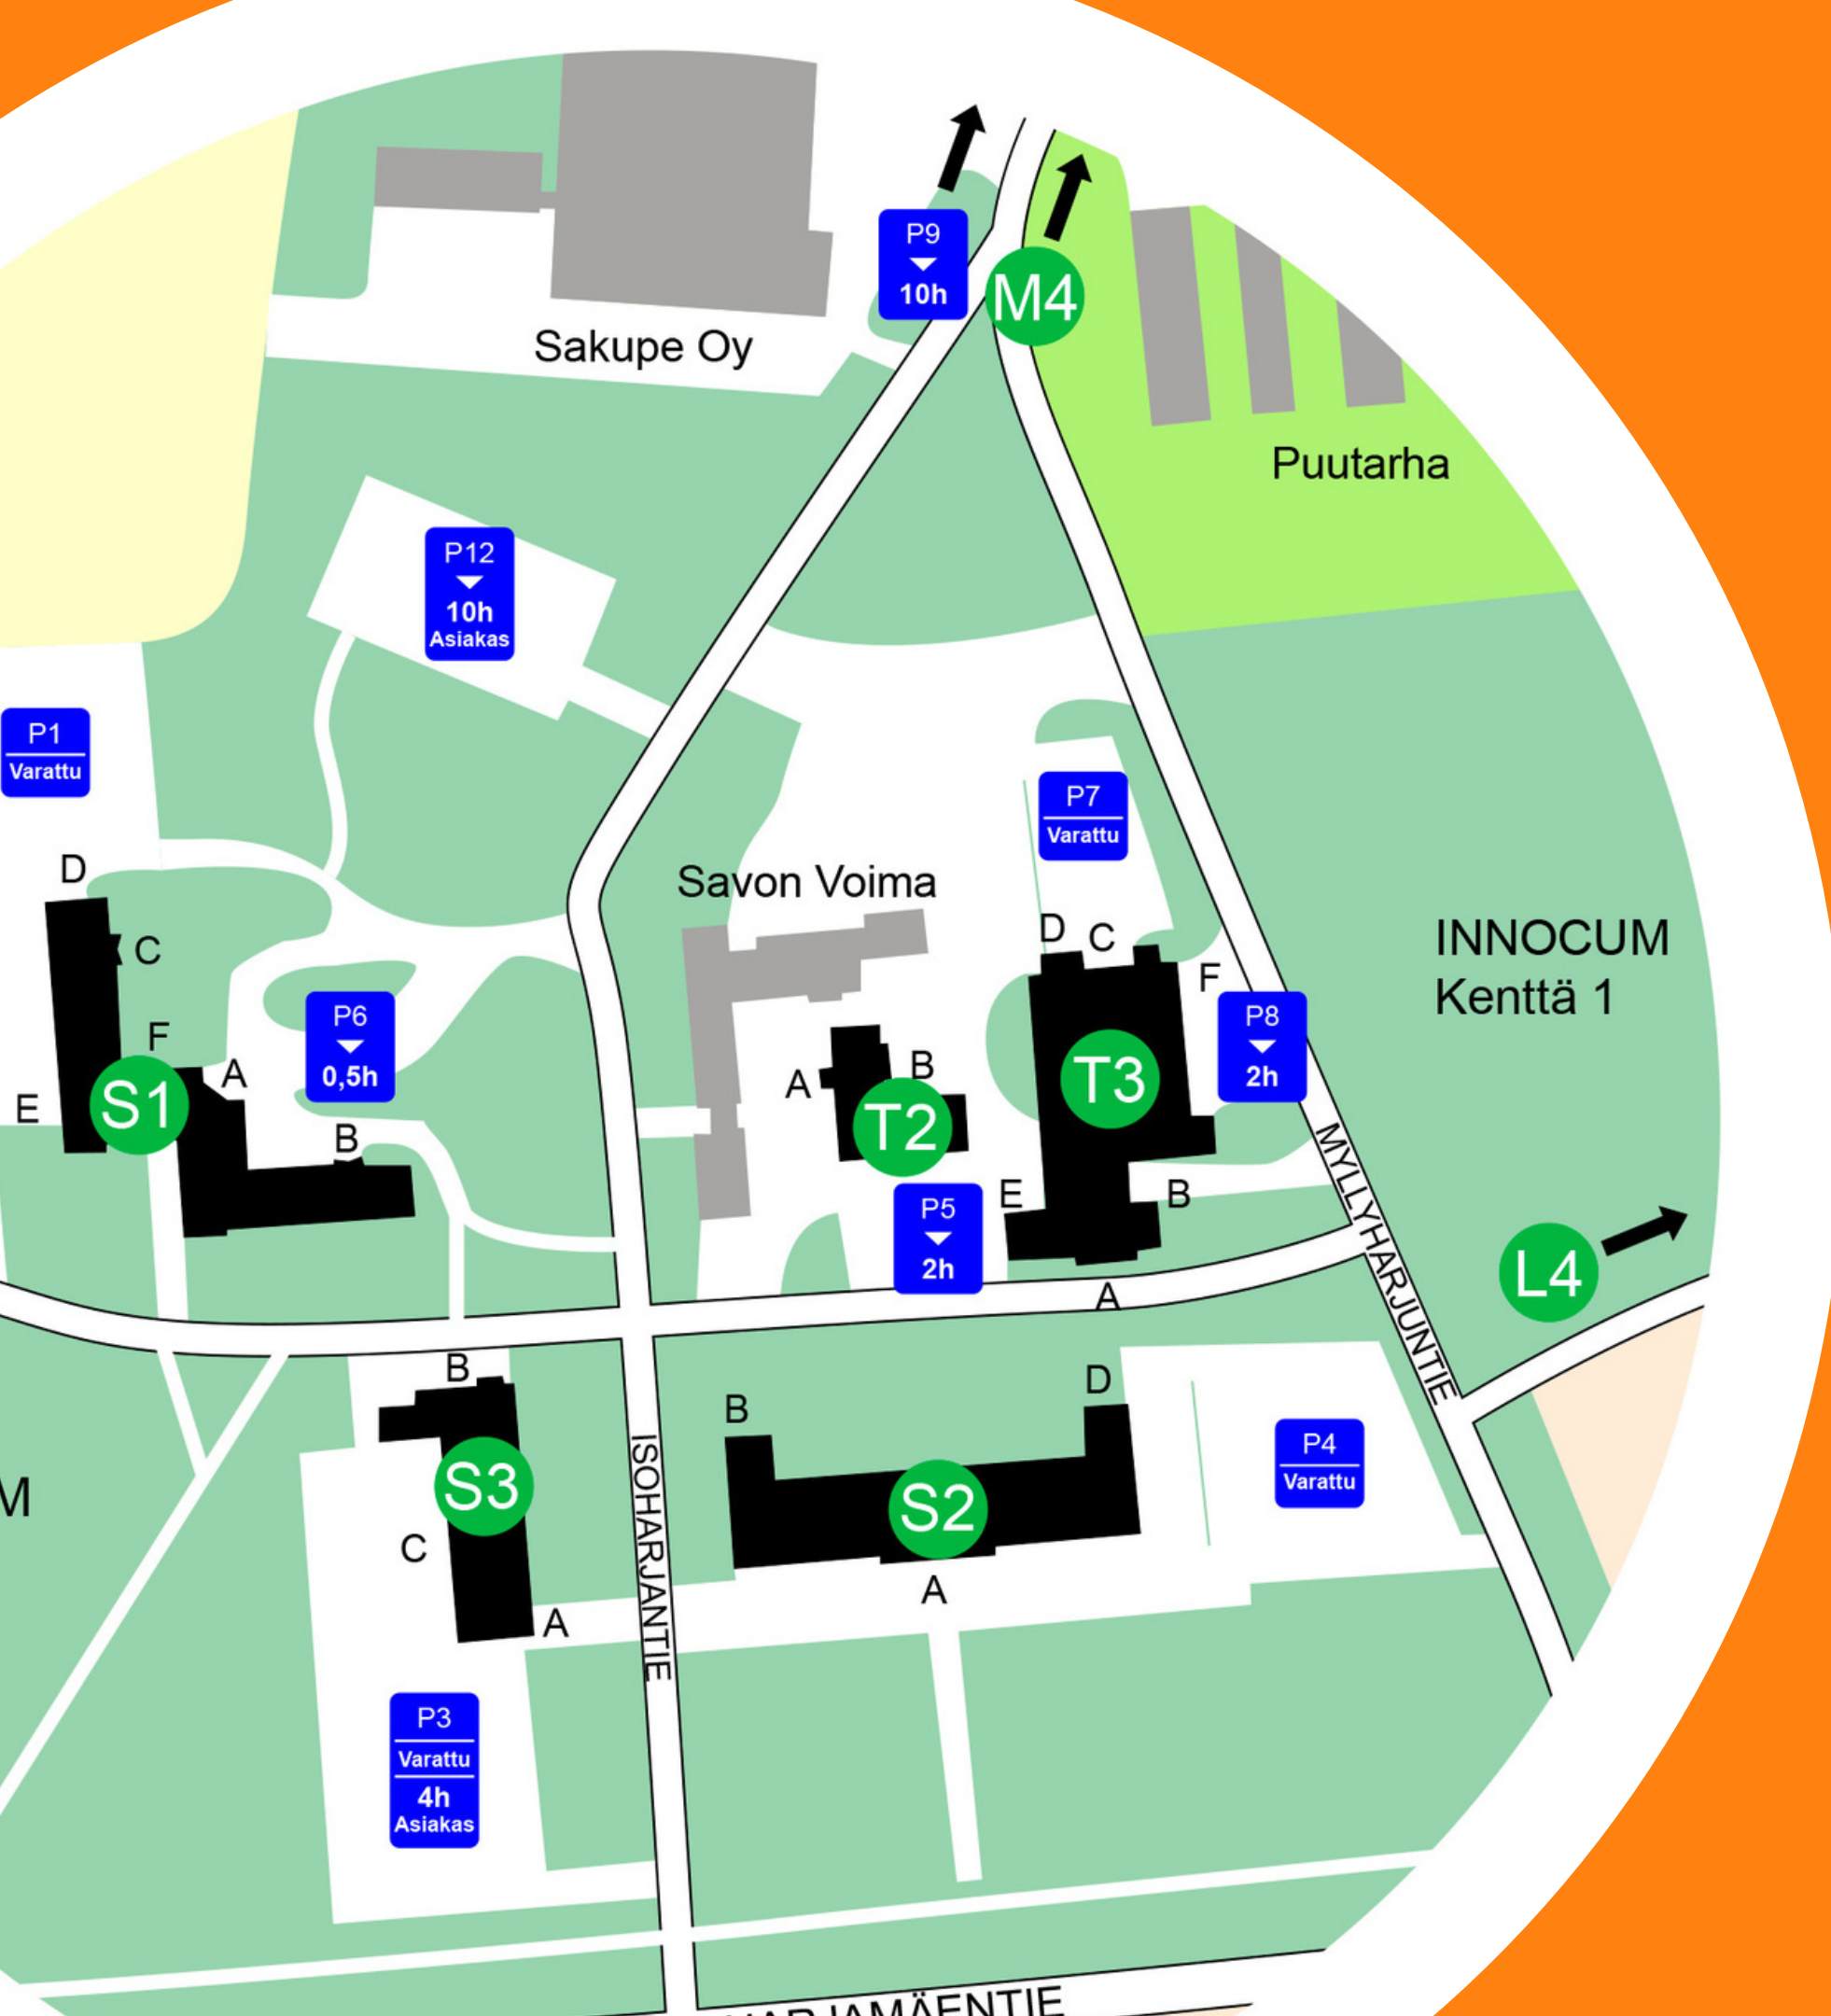 P9
10h
M4
Sakupe Oy
Puutarha
P12
10h
Asiakas
P1
Varattu
P7
Varattu
D
Savon Voima
D
C
INNOCUM
Kenttä 1
C
F
P6
0,5h
P8
2h
F
A
E
S1
B
A
B
T2
T3
MYLLYHARJUNTIE
P5
2h
E
B
L4
A
B
D
B
S3
C
A
ISOHARJANTIE
S2
A
P4
Varattu
M
P3
Varattu
4h
Asiakas